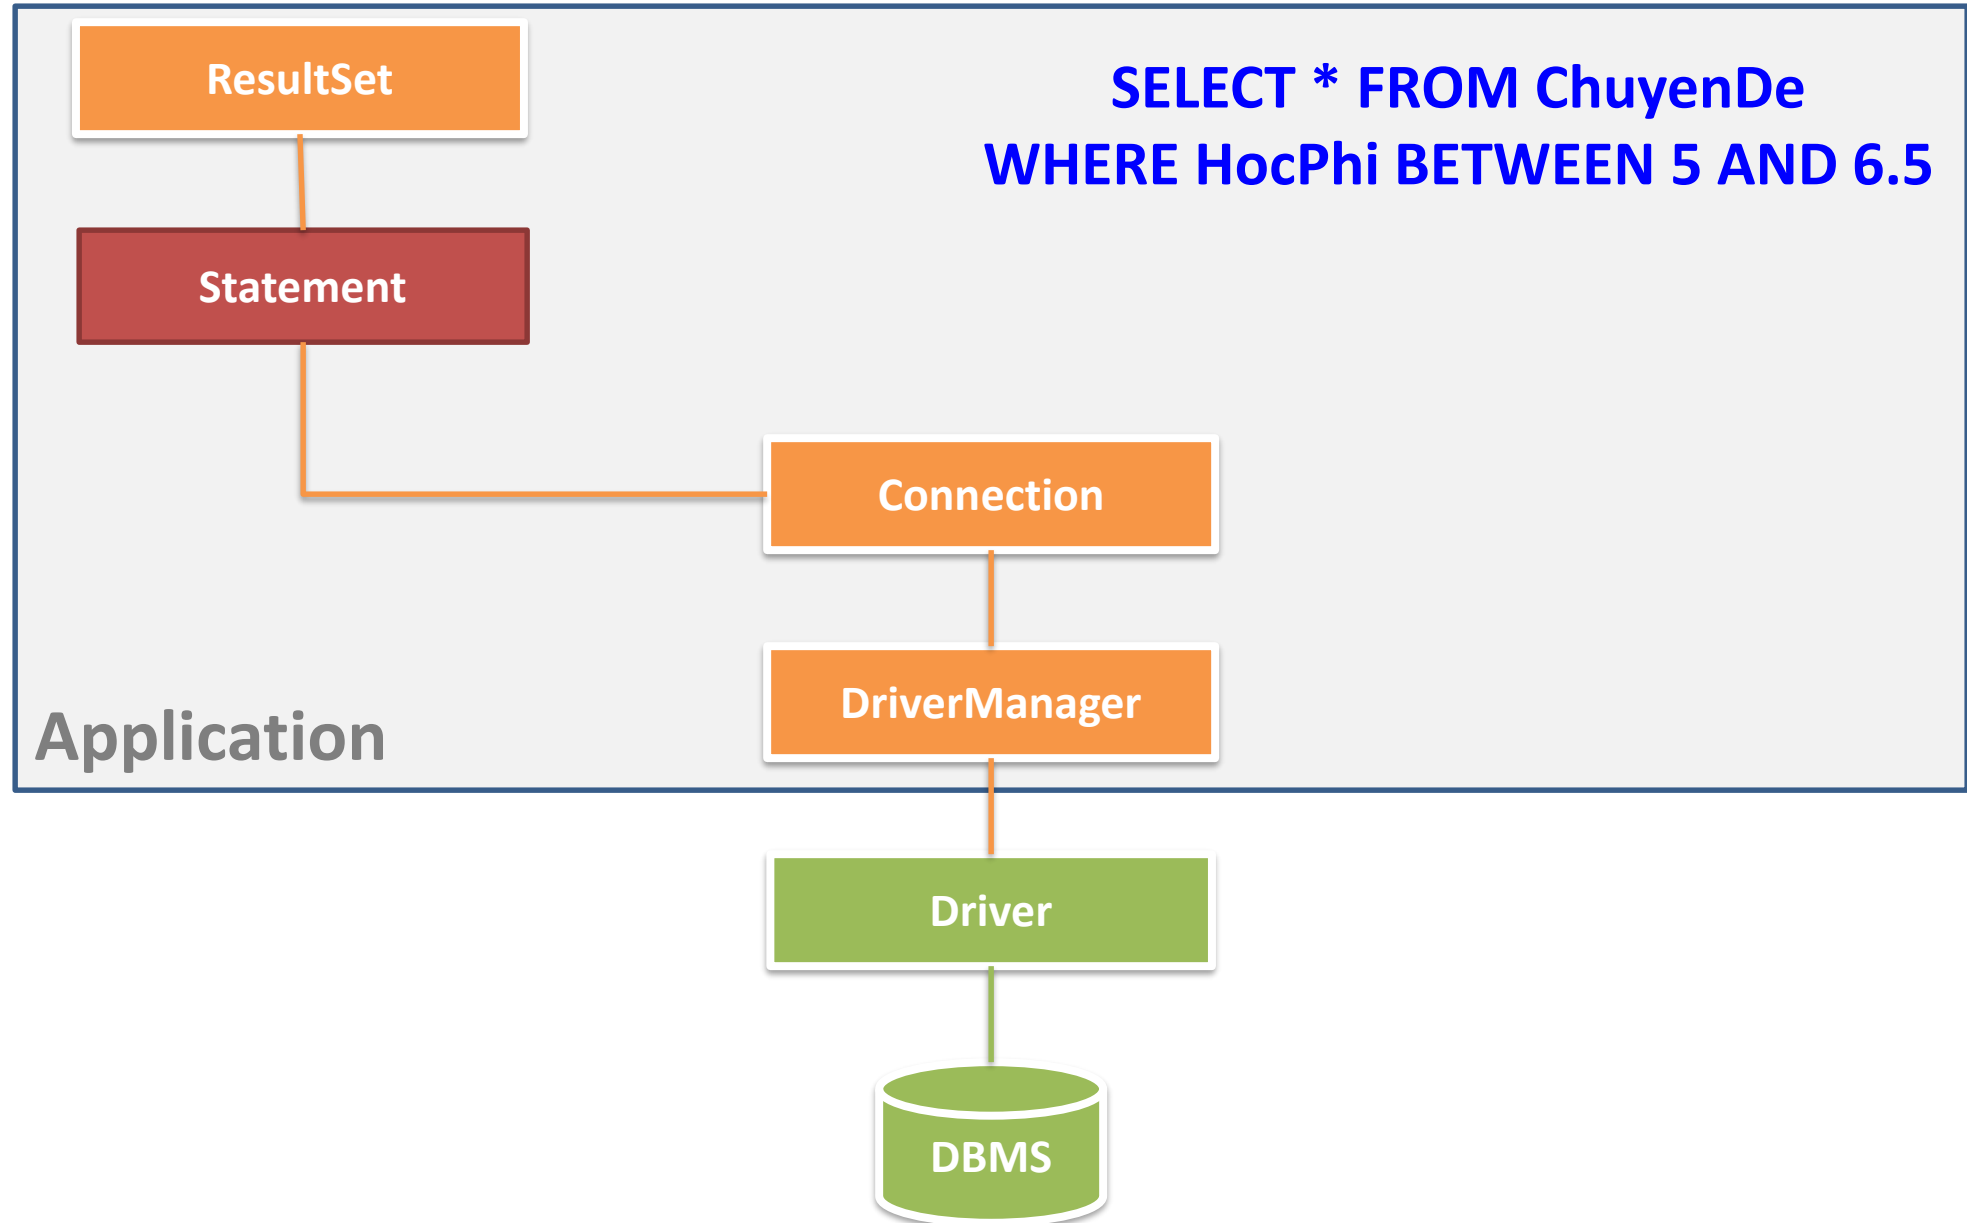 ResultSet
SELECT * FROM ChuyenDe
WHERE HocPhi BETWEEN 5 AND 6.5
Statement
Connection
DriverManager
Application
Driver
DBMS